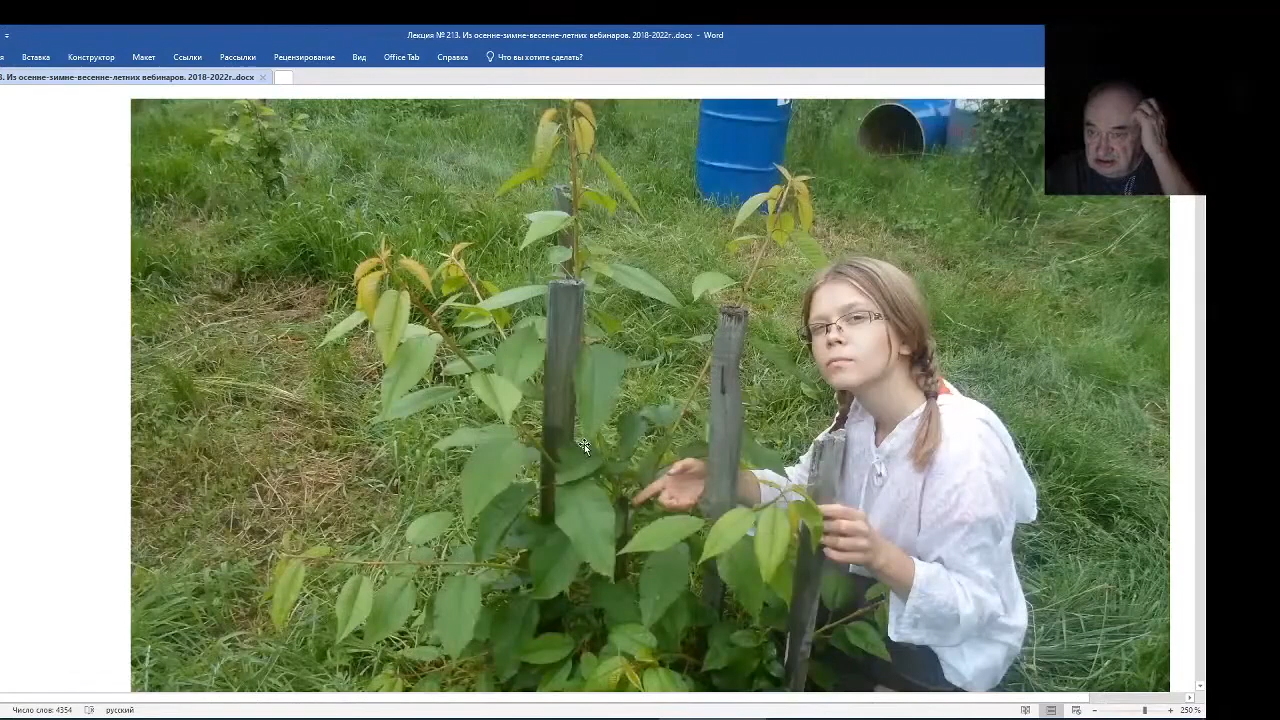 Лекция № 213. Из осенне-зимне-весенне-летних вебинаров. 2018-2022г..docx - Word
я Вставка Конструктор Макет Ссылки Рассылки Рецензирование Вид Office Tab Справка Что вы хотите сделать?
3. Из осенне-зимне-весенне-летних вебинаров. 2018-2022г..docx
Число слов: 4354 русский 250 %